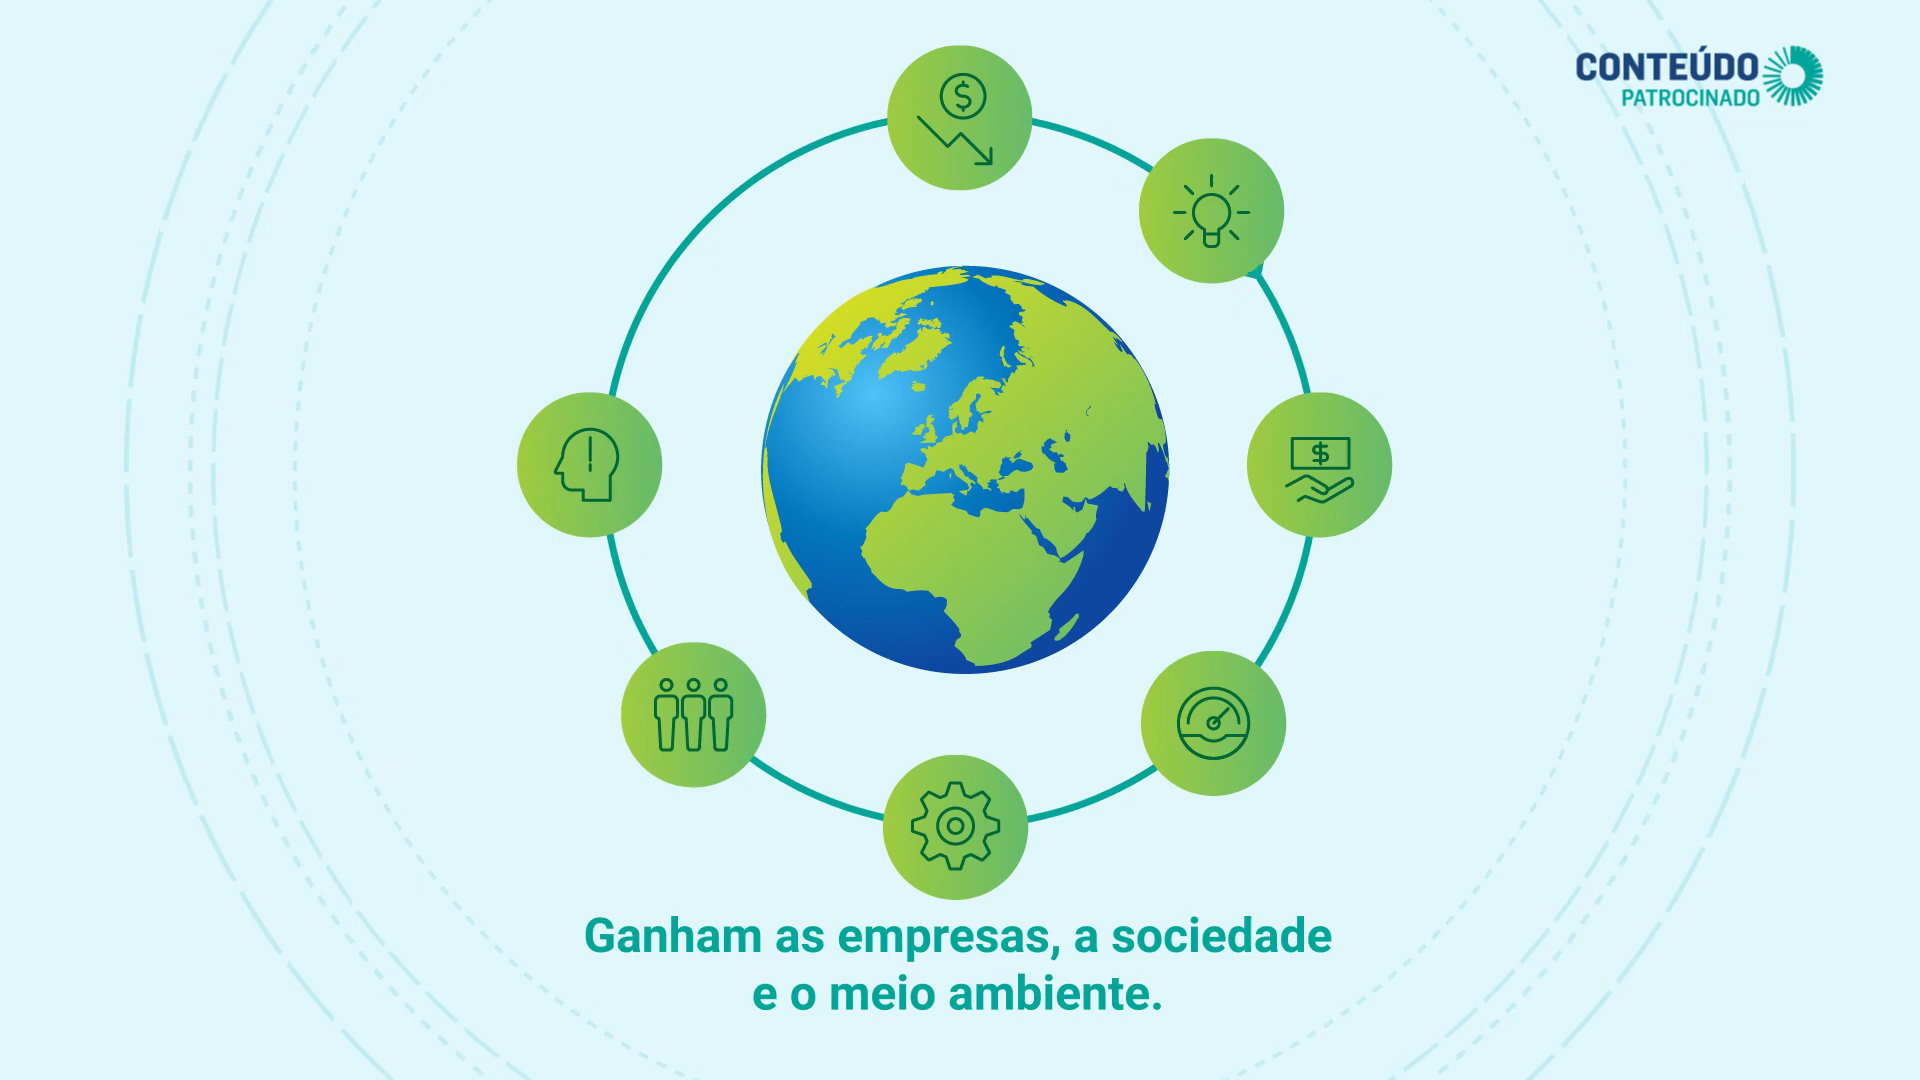 CONTEÚDO
PATROCINADO
$
$
Ganham as empresas, a sociedade
e o meio ambiente.